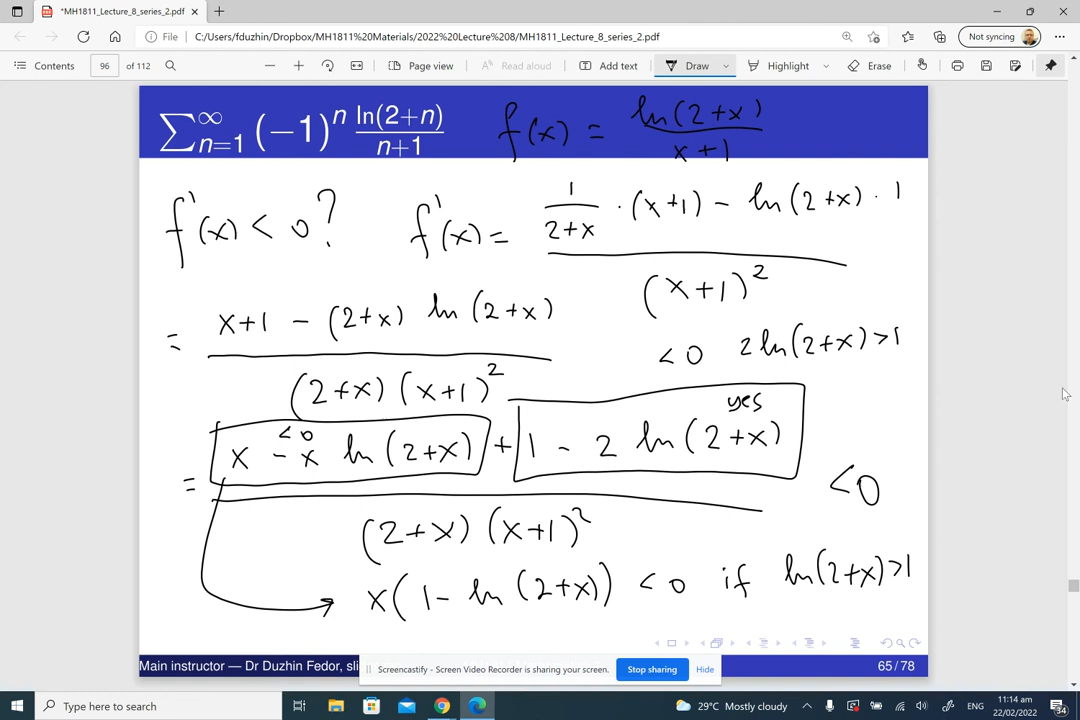 *MH1811_Lecture_8_series_2.pdf
File C:/Users/fduzhin/Dropbox/MH1811%20Materials/2022%20Lecture%208/MH1811_Lecture_8_series_2.pdf Not syncing
Contents 96 of 112 Page view Read aloud Add text Draw Highlight Erase
∑_{n=1}^{∞} (−1)^n ln(2+n)/(n+1) f(x) = ln(2+x)/(x+1)
f'(x) < 0 ? f'(x) = (1/(2+x) · (x+1) − ln(2+x) · 1)/(x+1)^2
= (x+1 − (2+x) ln(2+x))/((2+x)(x+1)^2) < 0 2ln(2+x)>1
yes
<0
= (x − x ln(2+x) + 1 − 2 ln(2+x))/((2+x)(x+1)^2) <0
x(1− ln(2+x)) <0 if ln(2+x)>1
Main instructor — Dr Duzhin Fedor, sli 65 / 78
Screencastify - Screen Video Recorder is sharing your screen. Stop sharing Hide
Type here to search 29°C Mostly cloudy ENG 11:14 am
22/02/2022 34